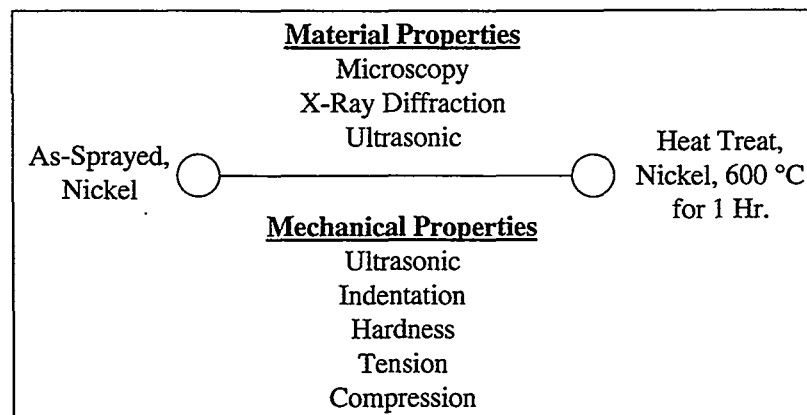 Material Properties
Microscopy
X-Ray Diffraction
Ultrasonic
As-Sprayed,
Nickel
Heat Treat,
Nickel, 600 °C
for 1 Hr.
Mechanical Properties
Ultrasonic
Indentation
Hardness
Tension
Compression